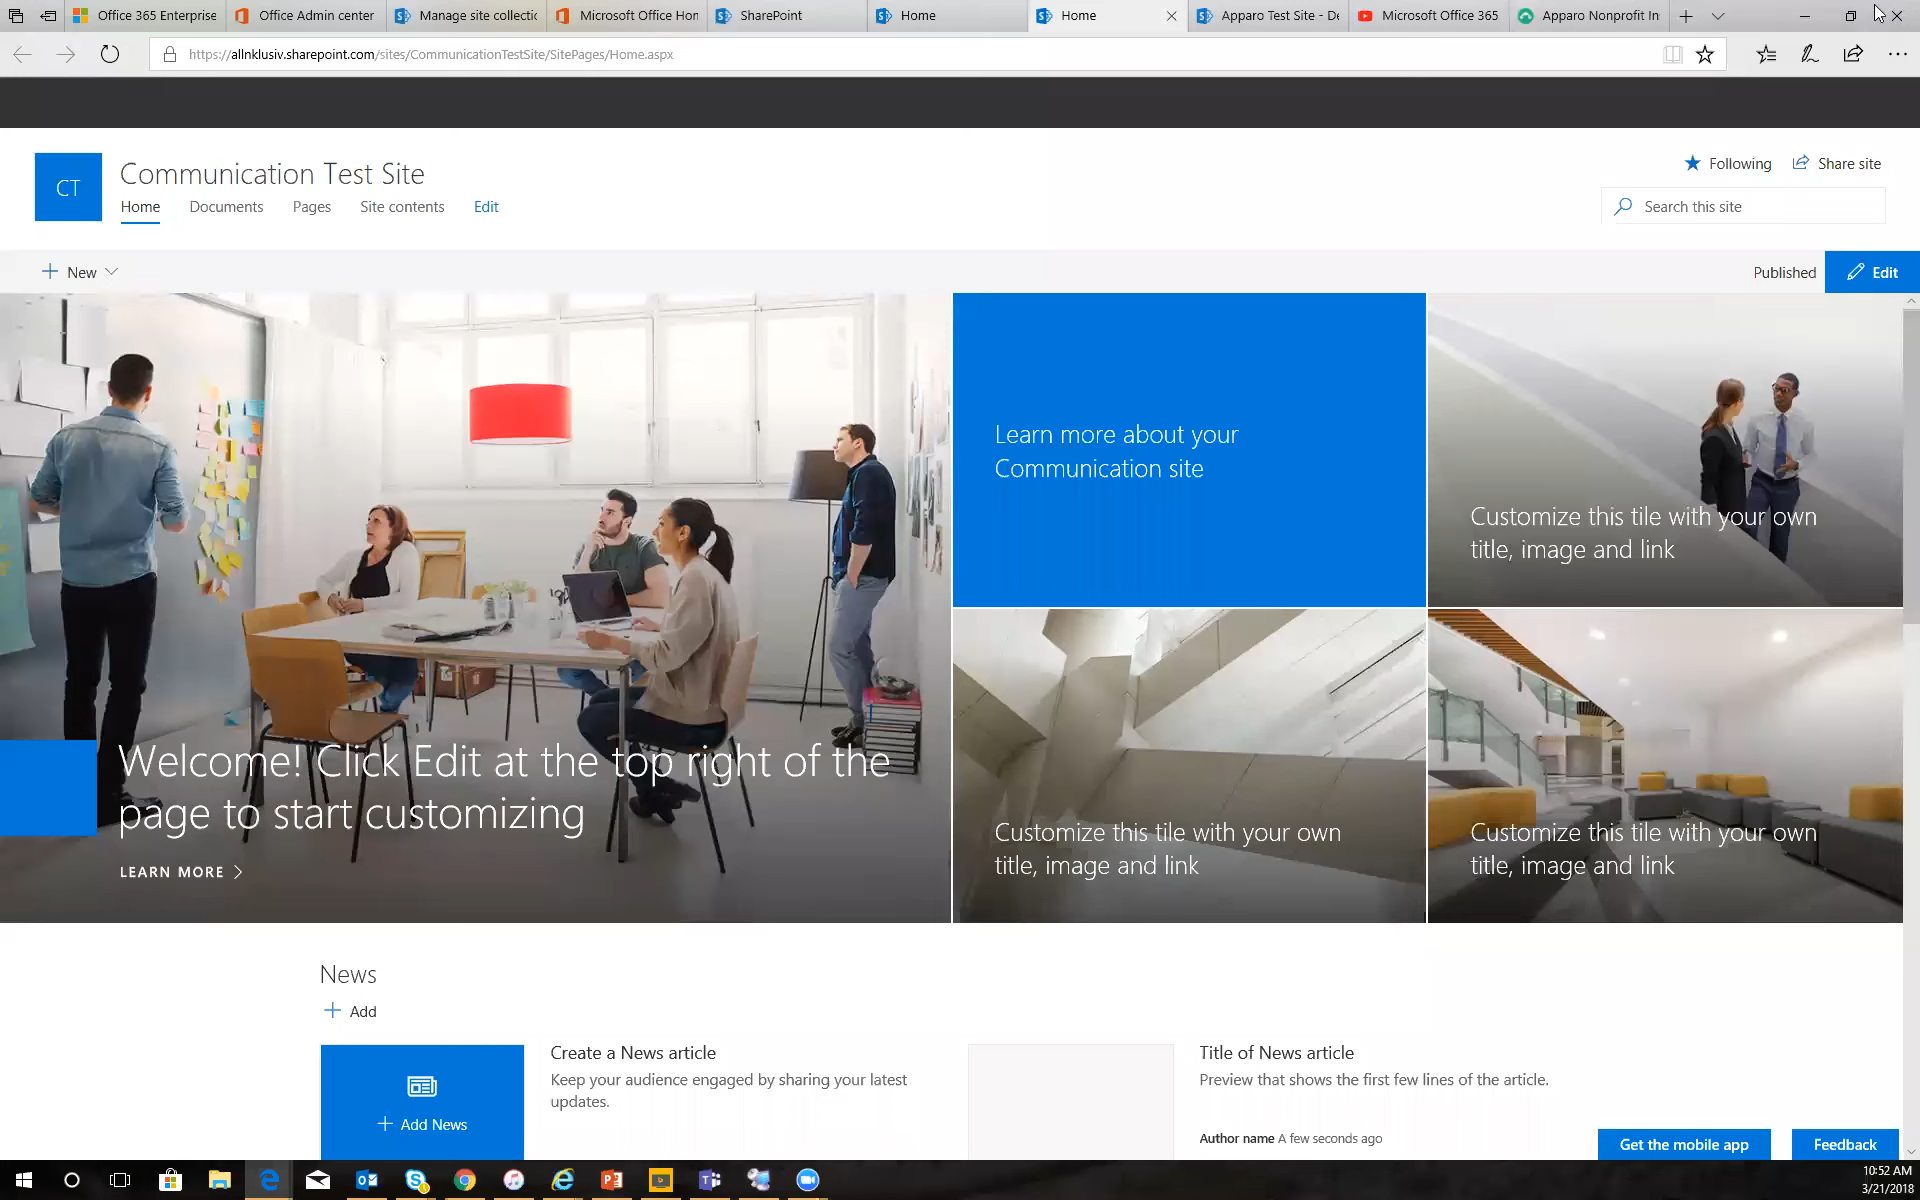 Office 365 Enterprise
Office Admin center
Manage site collectic
Microsoft Office Hon
SharePoint
Home
Home
Apparo Test Site - De
Microsoft Office 365
Apparo Nonprofit In
https://allnklusiv.sharepoint.com/sites/CommunicationTestSite/SitePages/Home.aspx
CT
Communication Test Site
Following
Share site
Home
Documents
Pages
Site contents
Edit
Search this site
New
Published
Edit
Learn more about your
Communication site
Customize this tile with your own
title, image and link
Welcome! Click Edit at the top right of the
page to start customizing
LEARN MORE
Customize this tile with your own
title, image and link
Customize this tile with your own
title, image and link
News
Add
Add News
Create a News article
Keep your audience engaged by sharing your latest
updates.
Title of News article
Preview that shows the first few lines of the article.
Author name A few seconds ago
Get the mobile app
Feedback
10:52 AM
3/21/2018